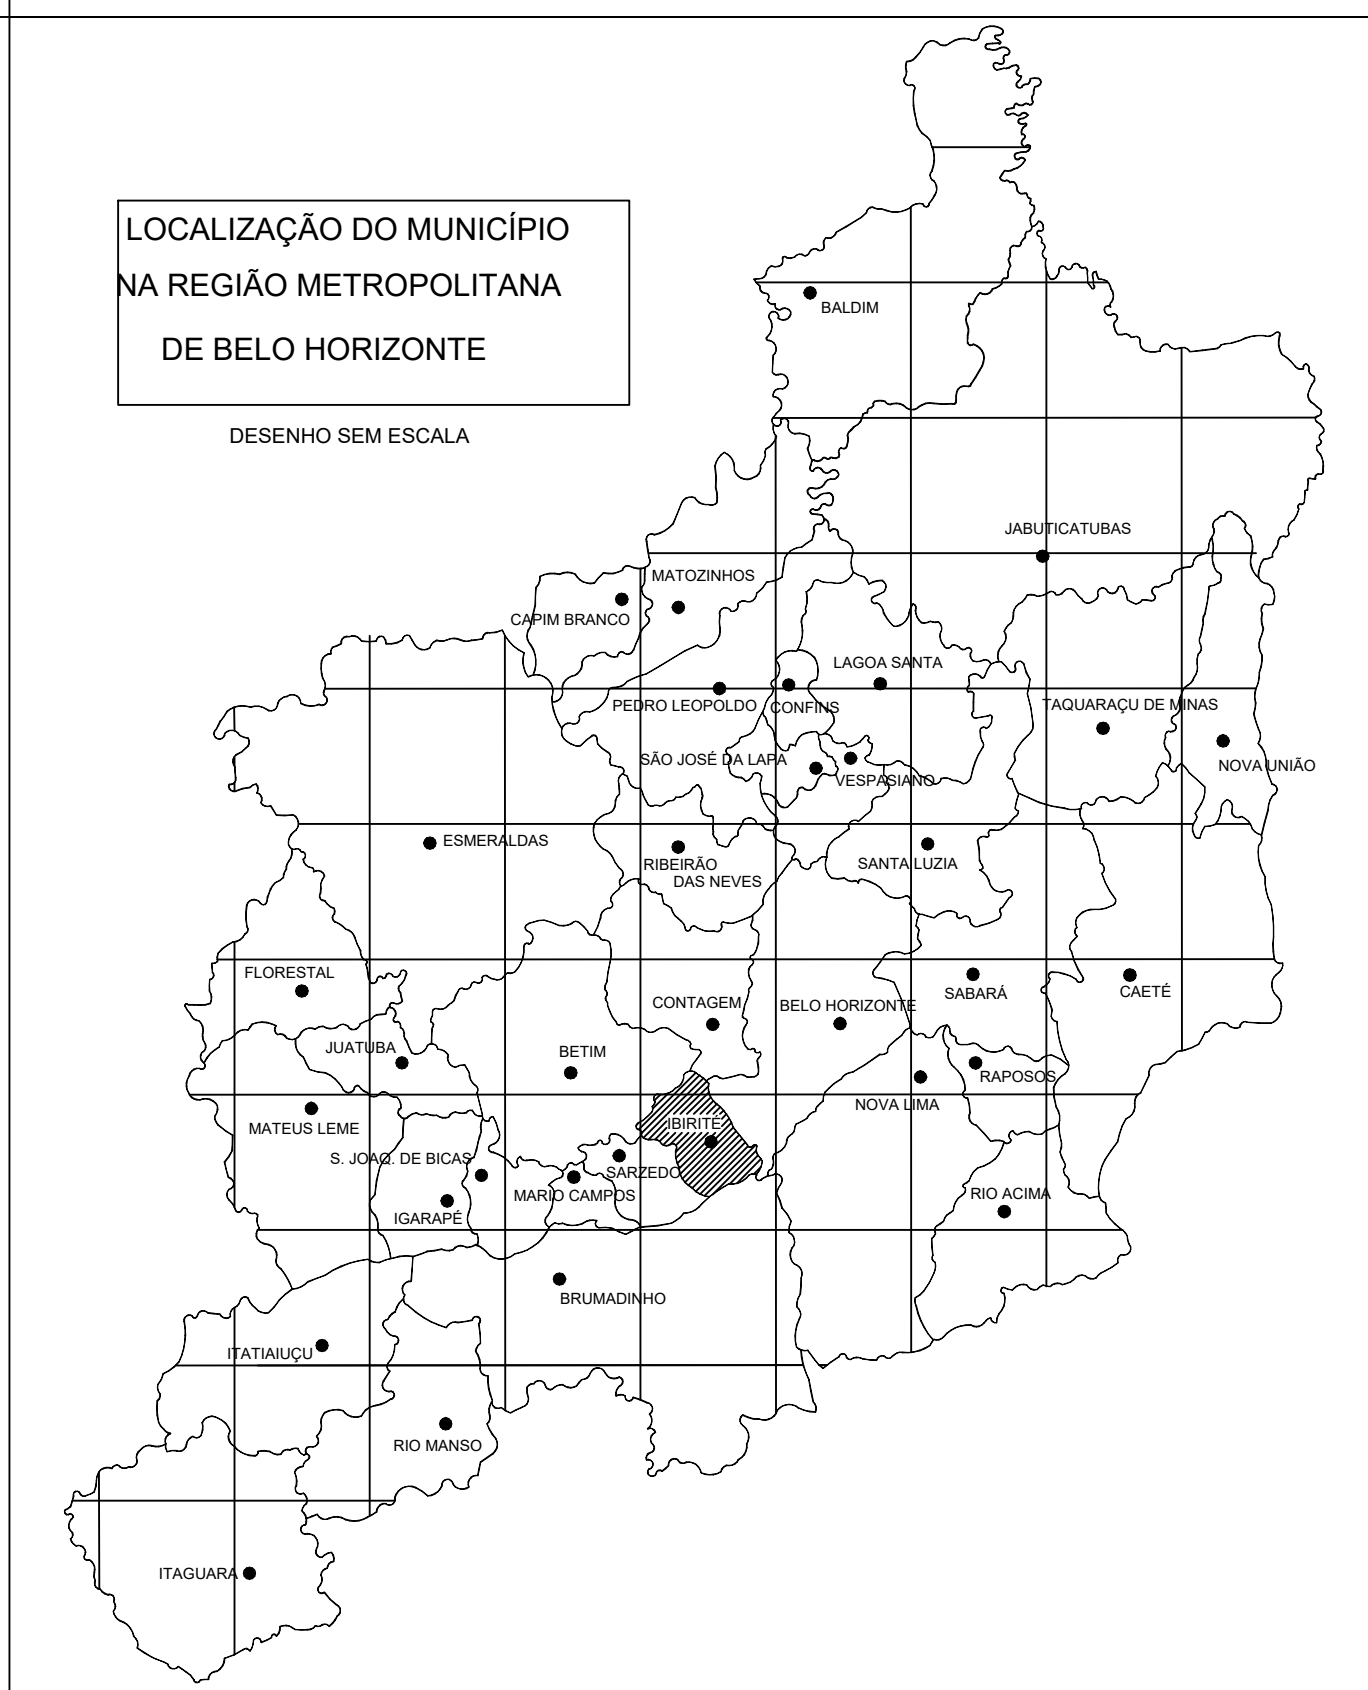 LOCALIZAÇÃO DO MUNICÍPIO
NA REGIÃO METROPOLITANA
DE BELO HORIZONTE
DESENHO SEM ESCALA
BALDIM
JABUTICATUBAS
MATOZINHOS
CAPIM BRANCO
LAGOA SANTA
PEDRO LEOPOLDO
CONFINS
TAQUARAÇU DE MINAS
SÃO JOSÉ DA LAPA
VESPASIANO
NOVA UNIÃO
ESMERALDAS
RIBEIRÃO
DAS NEVES
SANTA LUZIA
FLORESTAL
CONTAGEM
BELO HORIZONTE
SABARÁ
CAETÉ
JUATUBA
BETIM
RAPOSOS
NOVA LIMA
MATEUS LEME
IBIRITÉ
S. JOAQ. DE BICAS
SARZEDO
MARIO CAMPOS
RIO ACIMA
IGARAPÉ
BRUMADINHO
ITATIAIUÇU
RIO MANSO
ITAGUARA